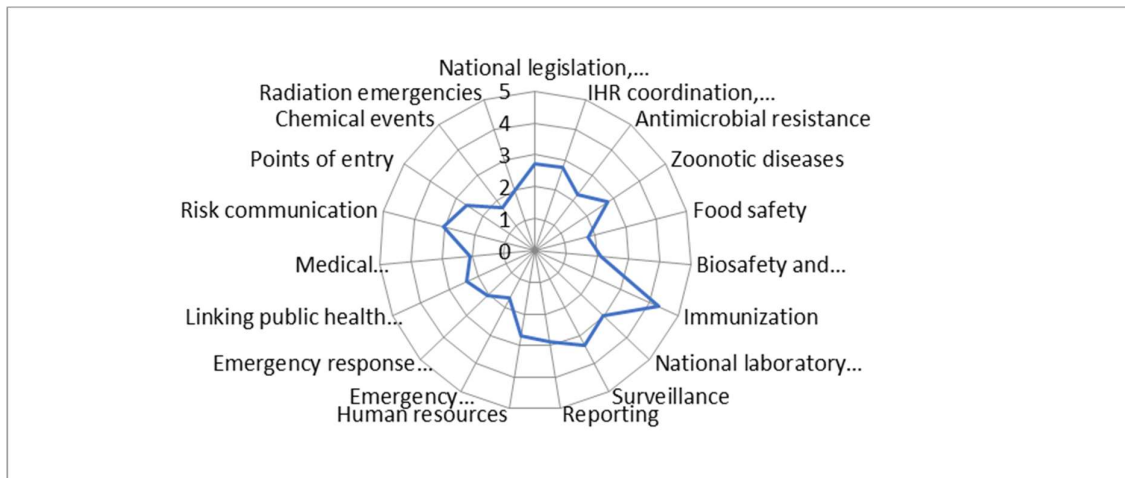 National legislation,...
IHR coordination,...
Antimicrobial resistance
Zoonotic diseases
Food safety
Biosafety and...
Immunization
National laboratory...
Surveillance
Reporting
Human resources
Emergency...
Emergency response...
Linking public health...
Medical...
Risk communication
Points of entry
Chemical events
Radiation emergencies
5
4
3
2
1
0